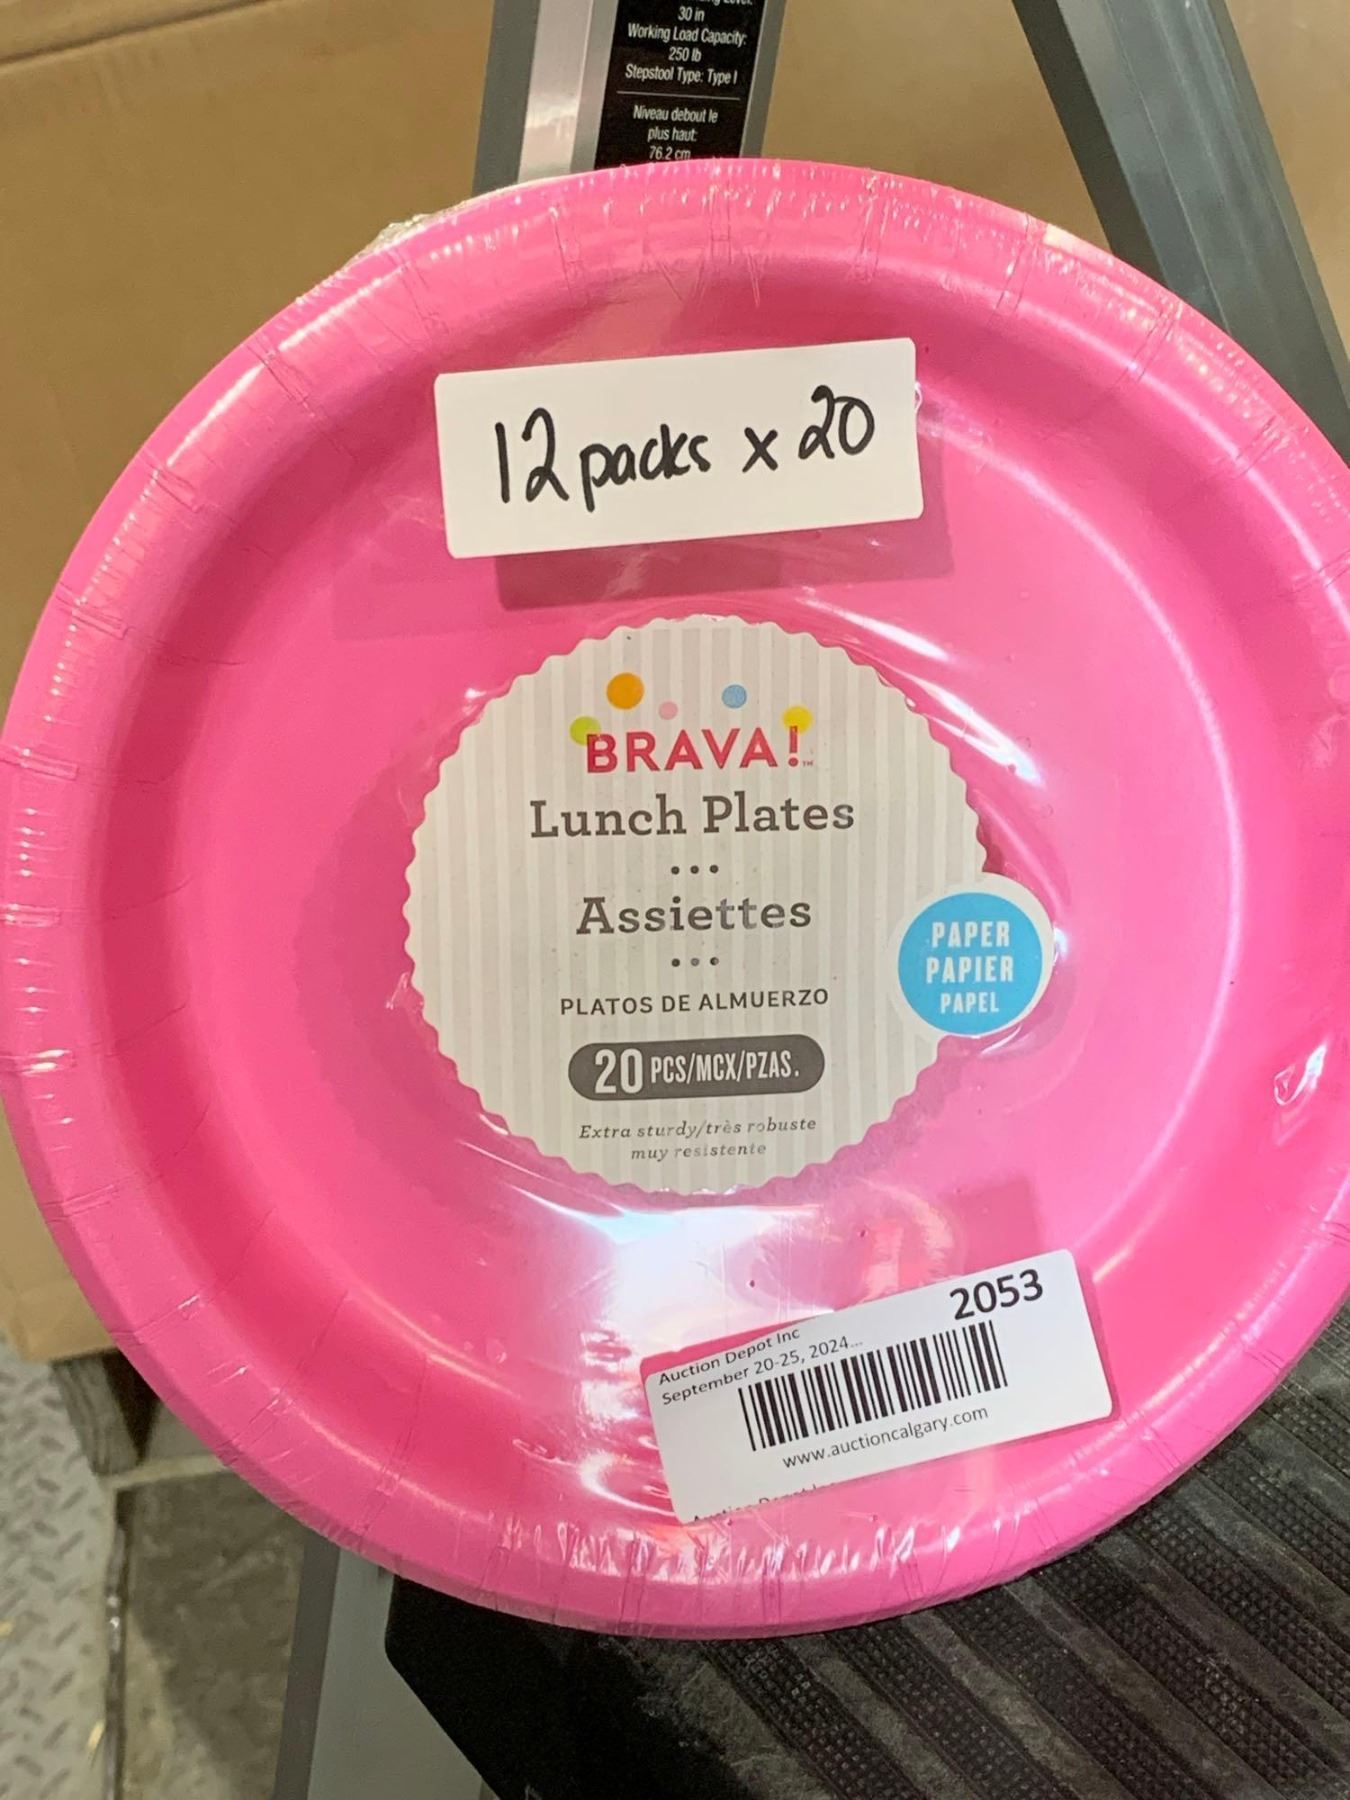 30 in
Working Load Capacity:
250 lb
Stepstool Type: Type I
Niveau debout le
plus haut:
76.2 cm
12 packs x 20
BRAVA!™
Lunch Plates
Assiettes
PLATOS DE ALMUERZO
20 PCS/MCX/PZAS.
Extra sturdy/très robuste
muy resistente
PAPER
PAPIER
PAPEL
2053
Auction Depot Inc
September 20-25, 2024...
www.auctioncalgary.com